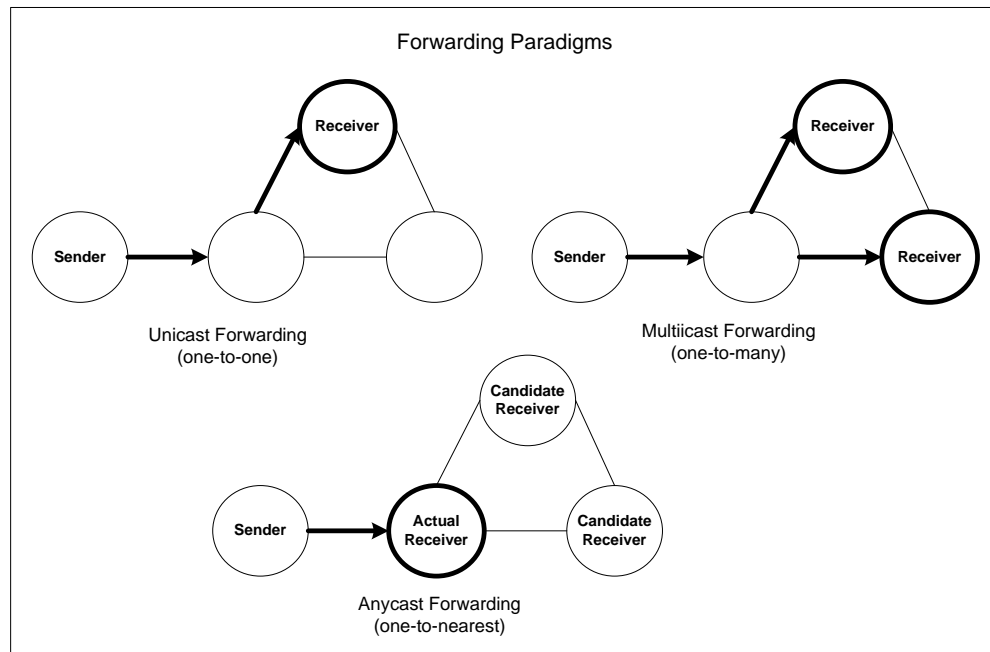 Forwarding Paradigms
Receiver
Sender
Unicast Forwarding
(one-to-one)
Receiver
Sender
Receiver
Multiicast Forwarding
(one-to-many)
Candidate
Receiver
Sender
Actual
Receiver
Candidate
Receiver
Anycast Forwarding
(one-to-nearest)